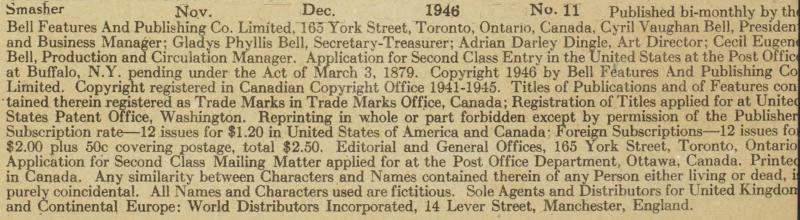 Smasher Nov. Dec. 1946 No. 11 Published bi-monthly by the
Bell Features And Publishing Co. Limited, 165 York Street, Toronto, Ontario, Canada, Cyril Vaughan Bell, President
and Business Manager; Gladys Phyllis Bell, Secretary-Treasurer; Adrian Darley Dingle, Art Director; Cecil Eugene
Bell, Production and Circulation Manager. Application for Second Class Entry in the United States at the Post Office
at Buffalo, N.Y. pending under the Act of March 3, 1879. Copyright 1946 by Bell Features And Publishing Co
Limited. Copyright registered in Canadian Copyright Office 1941-1945. Titles of Publications and of Features con-
tained therein registered as Trade Marks in Trade Marks Office, Canada; Registration of Titles applied for at United
States Patent Office, Washington. Reprinting in whole or part forbidden except by permission of the Publisher
Subscription rate—12 issues for $1.20 in United States of America and Canada Foreign Subscriptions—12 issues for
$2.00 plus 50c covering postage, total $2.50. Editorial and General Offices, 165 York Street, Toronto, Ontario
Application for Second Class Mailing Matter applied for at the Post Office Department, Ottawa, Canada. Printed
in Canada. Any similarity between Characters and Names contained therein of any Person either living or dead, is
purely coincidental. All Names and Characters used are fictitious. Sole Agents and Distributors for United Kingdom
and Continental Europe: World Distributors Incorporated, 14 Lever Street, Manchester, England.